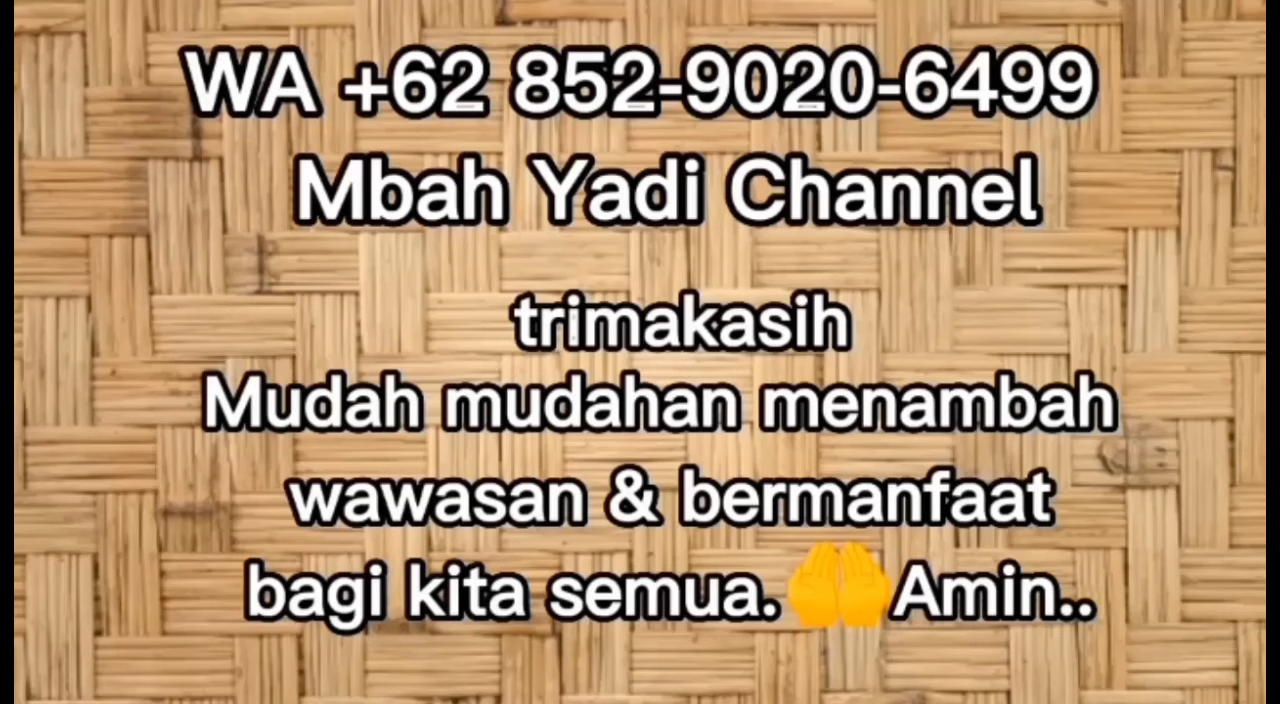 WA +62 852-9020-6499
Mbah Yadi Channel
trimakasih
Mudah mudahan menambah
wawasan & bermanfaat
bagi kita semua.🤲Amin..